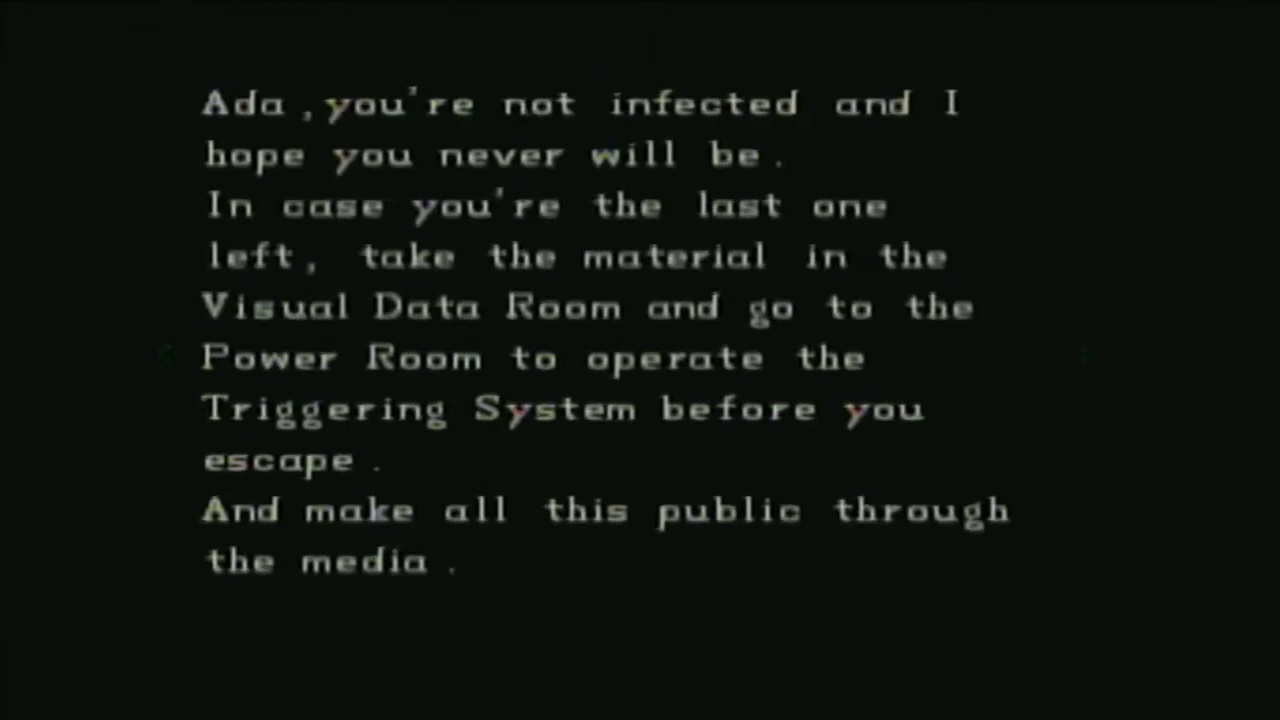 Ada ,you're not infected and I
hope you never will be .
In case you're the last one
left, take the material in the
Visual Data Room and go to the
Power Room to operate the
Triggering System before you
escape .
And make all this public through
the media .